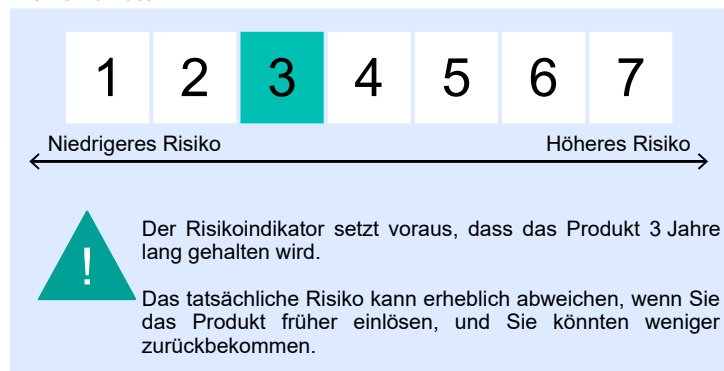 1 2 3 4 5 6 7
Niedrigeres Risiko Höheres Risiko
!
Der Risikoindikator setzt voraus, dass das Produkt 3 Jahre
lang gehalten wird.
Das tatsächliche Risiko kann erheblich abweichen, wenn Sie
das Produkt früher einlösen, und Sie könnten weniger
zurückbekommen.